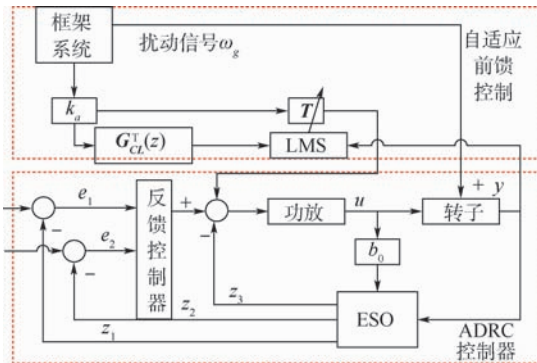 框架
系统
扰动信号ω_g
自适应
前馈
控制
k_a
T
G_CL^T(z)
LMS
+ y
e_1
反
馈
控
制
器
+
−
功放
u
转子
−
e_2
−
b_0
z_3
z_2
z_1
ESO
ADRC
控制器